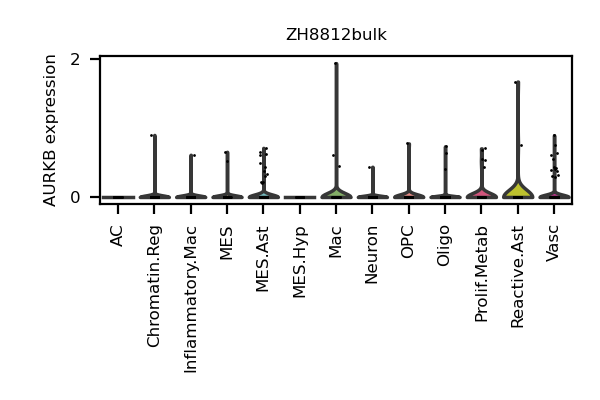 ZH8812bulk
AURKB expression
2
0
AC
Chromatin.Reg
Inflammatory.Mac
MES
MES.Ast
MES.Hyp
Mac
Neuron
OPC
Oligo
Prolif.Metab
Reactive.Ast
Vasc